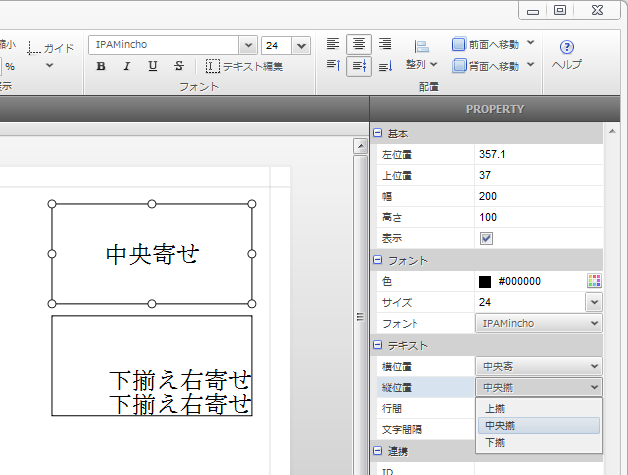 縮小
ガイド
IPAMincho
24
前面へ移動
%
B I U S
テキスト編集
整列
背面へ移動
ヘルプ
表示
フォント
配置
PROPERTY
基本
左位置 357.1
上位置 37
幅 200
高さ 100
表示
フォント
色 #000000
サイズ 24
フォント IPAMincho
テキスト
横位置 中央寄
縦位置 中央揃
行間
上揃
中央揃
文字間隔
下揃
連携
ID
中央寄せ
下揃え右寄せ
下揃え右寄せ